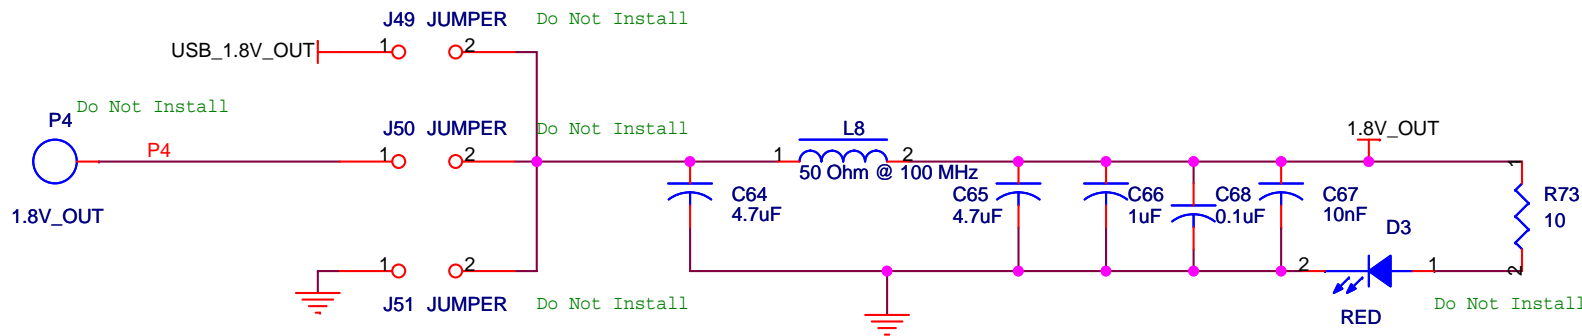 J49 JUMPER Do Not Install
USB_1.8V_OUT 1 2
Do Not Install
P4
J50 JUMPER Do Not Install
P4 1 2
1.8V_OUT
L8
1 2
50 Ohm @ 100 MHz
1.8V_OUT
C64
4.7uF
C65
4.7uF
C66
1uF
C68
0.1uF
C67
10nF
1
R73
10
2
D3
2 1
RED
Do Not Install
1 2
J51 JUMPER Do Not Install